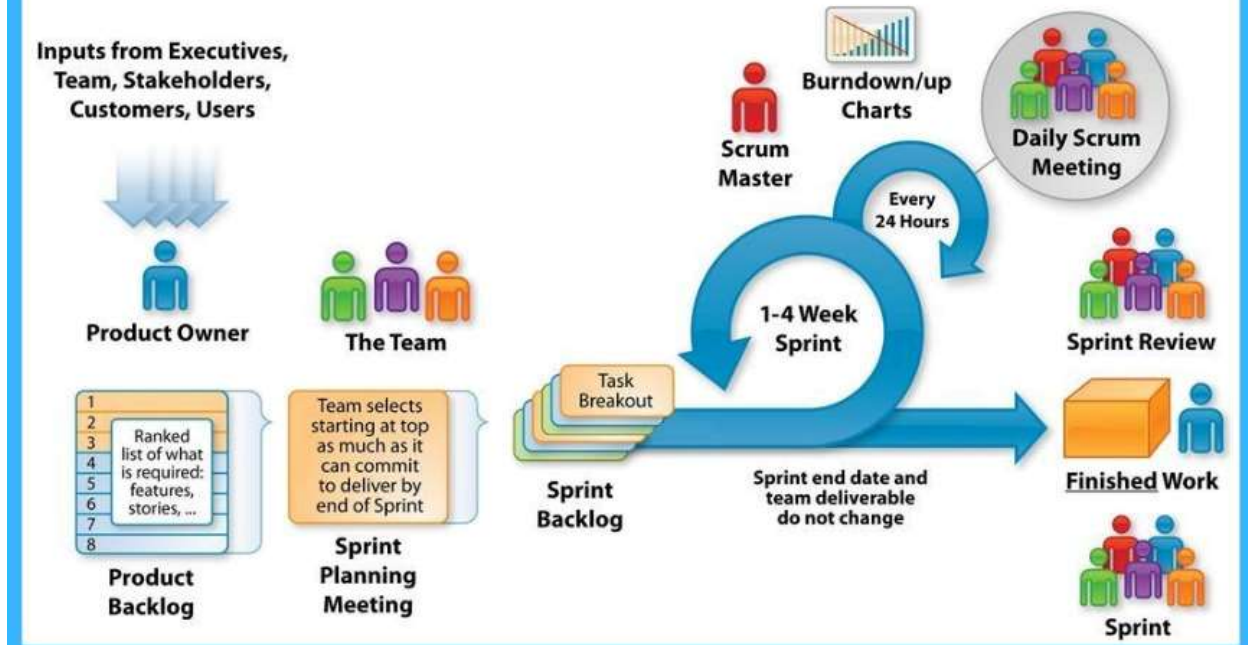 Inputs from Executives,
Team, Stakeholders,
Customers, Users
Product Owner
The Team
1
2
3
4
5
6
7
8
Ranked
list of what
is required:
features,
stories, ...
Product
Backlog
Team selects
starting at top
as much as it
can commit
to deliver by
end of Sprint
Sprint
Planning
Meeting
Task
Breakout
Sprint
Backlog
Scrum
Master
Burndown/up
Charts
Every
24 Hours
Daily Scrum
Meeting
1-4 Week
Sprint
Sprint end date and
team deliverable
do not change
Sprint Review
Finished Work
Sprint